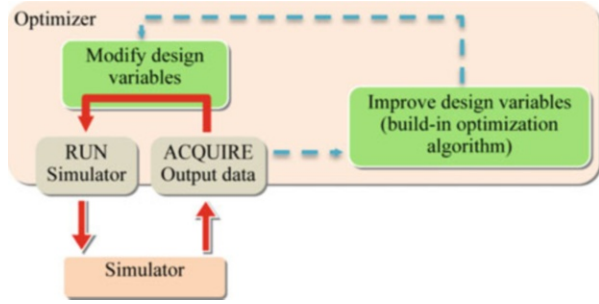 Optimizer
Modify design
variables
Improve design variables
(build-in optimization
algorithm)
RUN
Simulator
ACQUIRE
Output data
Simulator